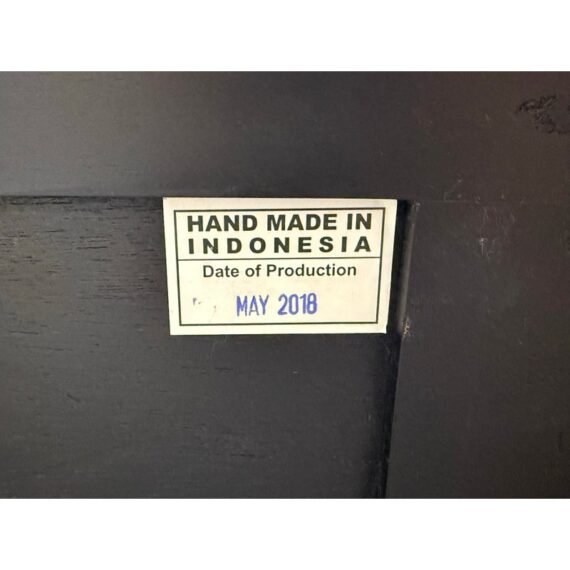 HAND MADE IN
INDONESIA
Date of Production
MAY 2018